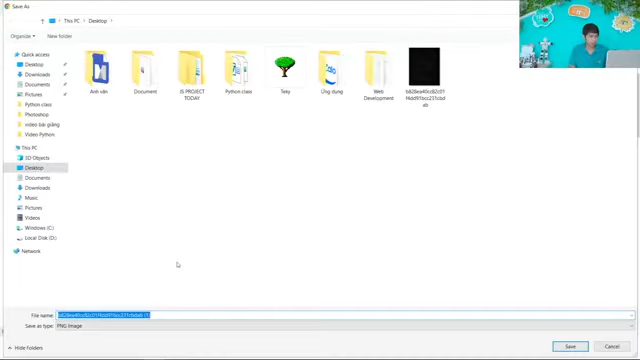 Save As
This PC > Desktop >
Organize
New folder
Quick access
Desktop
Downloads
Documents
Pictures
Python class
Photoshop
video bài giảng
Video Python
This PC
3D Objects
Desktop
Documents
Downloads
Music
Pictures
Videos
Windows (C:)
Local Disk (D:)
Network
Anh văn
Document
IS PROJECT
TODAY
Python class
Teky
Ứng dụng
Web
Development
File name:
Save as type:
PNG Image
Hide Folders
Save
Cancel